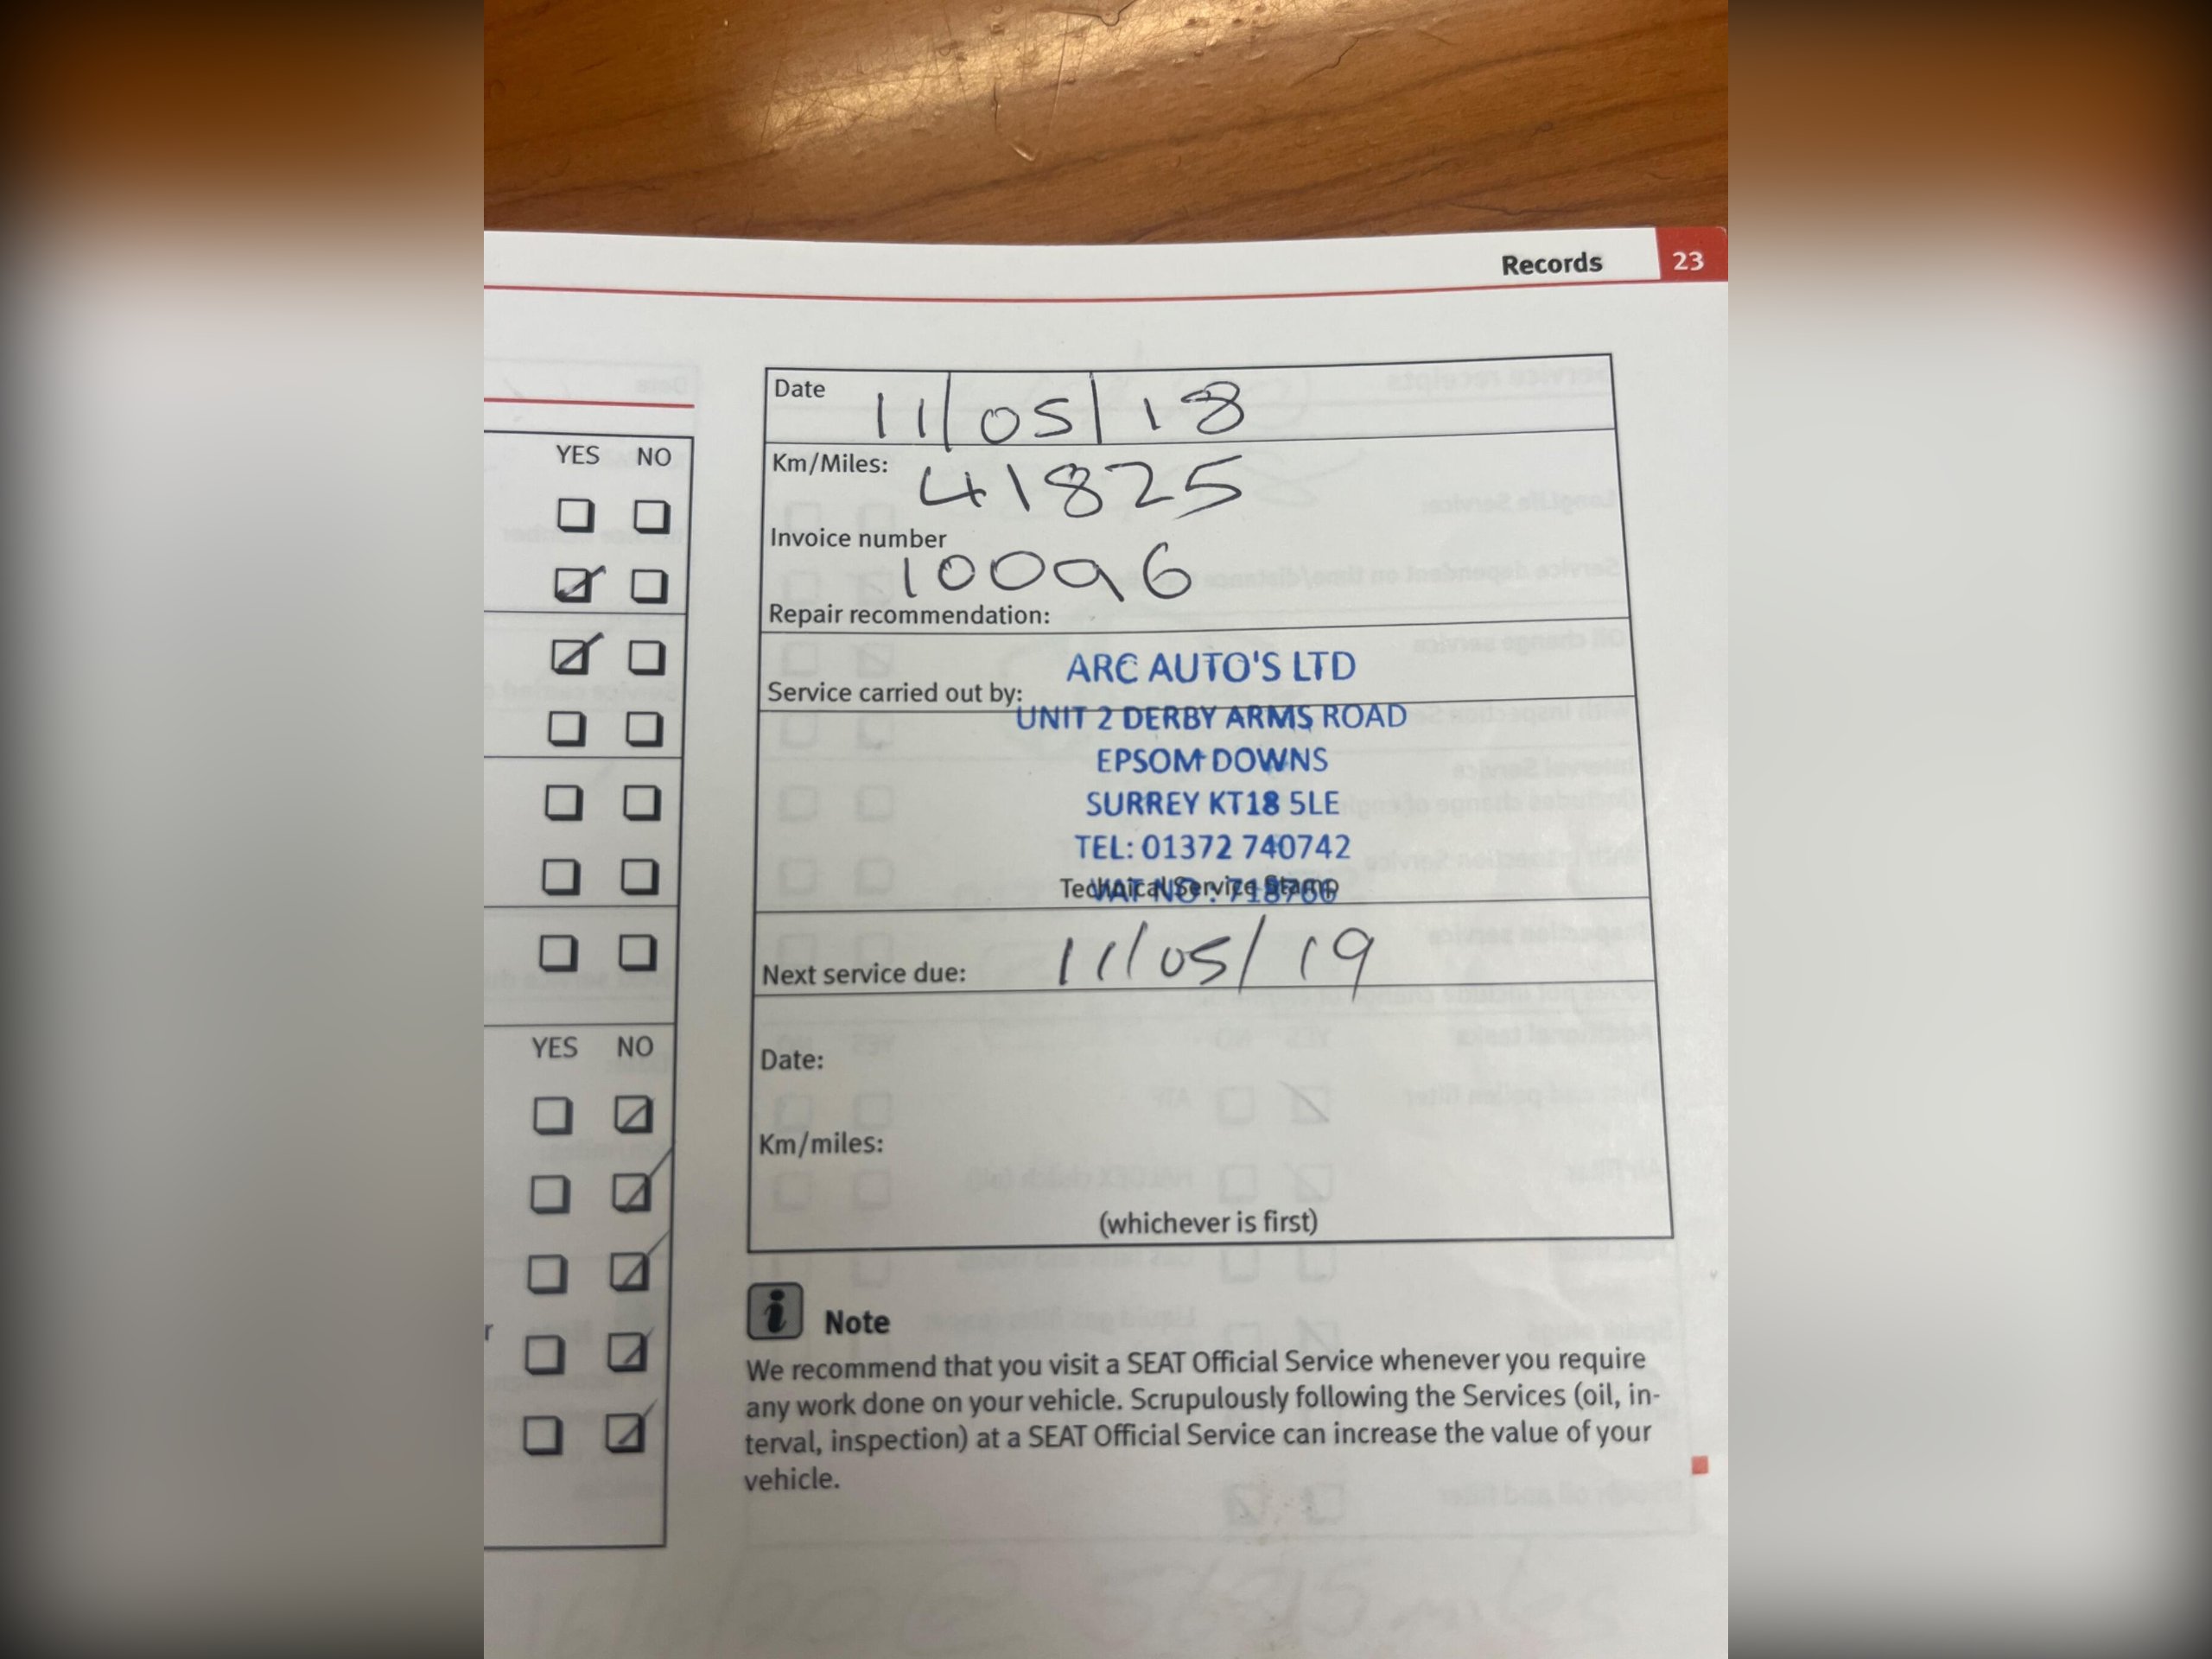 Records 23
YES NO
Date 11/05/18
Km/Miles: 41825
Invoice number 10096
Repair recommendation:
ARC AUTO'S LTD
Service carried out by:
UNIT 2 DERBY ARMS ROAD
EPSOM DOWNS
SURREY KT18 5LE
TEL: 01372 740742
Technical Service Stamp
VAT NO : 718766
Next service due: 11/05/19
YES NO
Date:
Km/miles:
(whichever is first)
r
i Note
We recommend that you visit a SEAT Official Service whenever you require
any work done on your vehicle. Scrupulously following the Services (oil, in-
terval, inspection) at a SEAT Official Service can increase the value of your
vehicle.